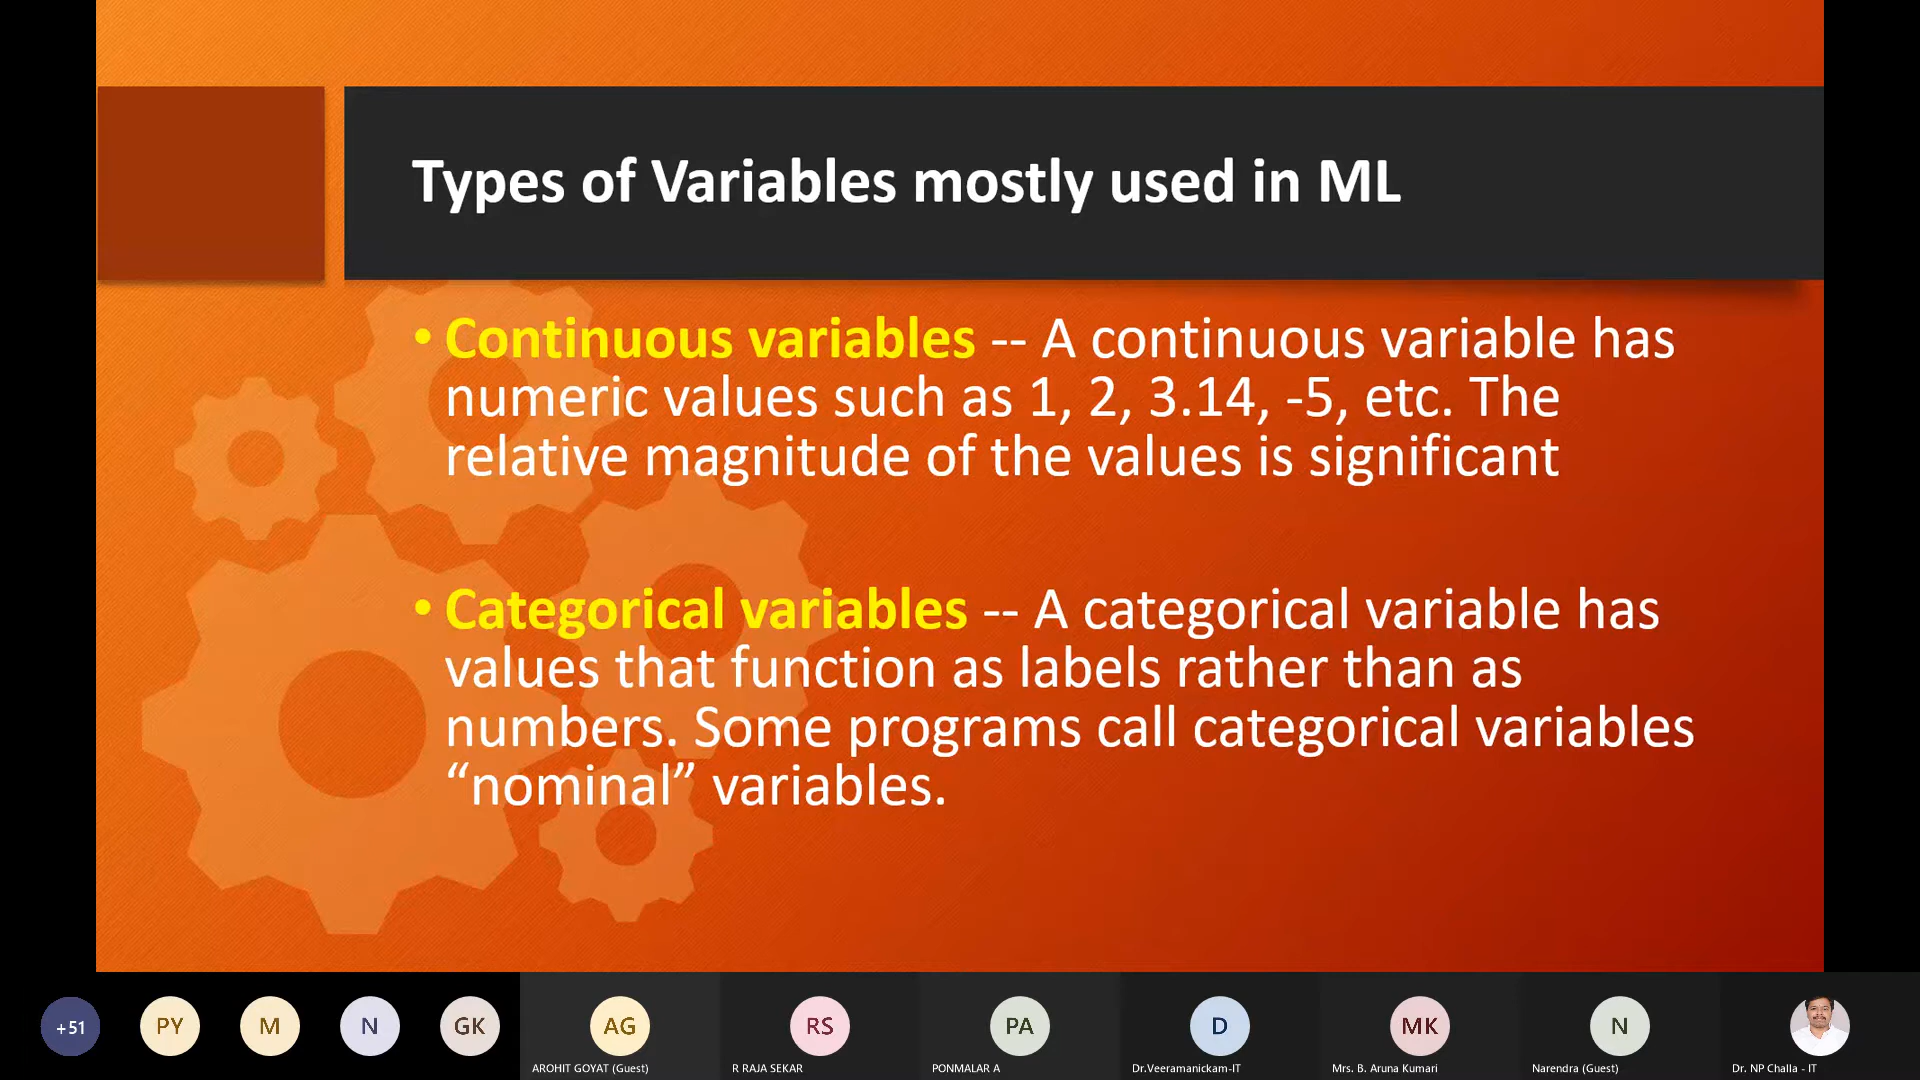 Types of Variables mostly used in ML
• Continuous variables -- A continuous variable has
numeric values such as 1, 2, 3.14, -5, etc. The
relative magnitude of the values is significant
• Categorical variables -- A categorical variable has
values that function as labels rather than as
numbers. Some programs call categorical variables
“nominal” variables.
+51
PY
M
N
GK
AG
RS
PA
D
MK
N
AROHIT GOYAT (Guest)
R RAJA SEKAR
PONMALAR A
Dr.Veeramanickam-IT
Mrs. B. Aruna Kumari
Narendra (Guest)
Dr. NP Challa - IT